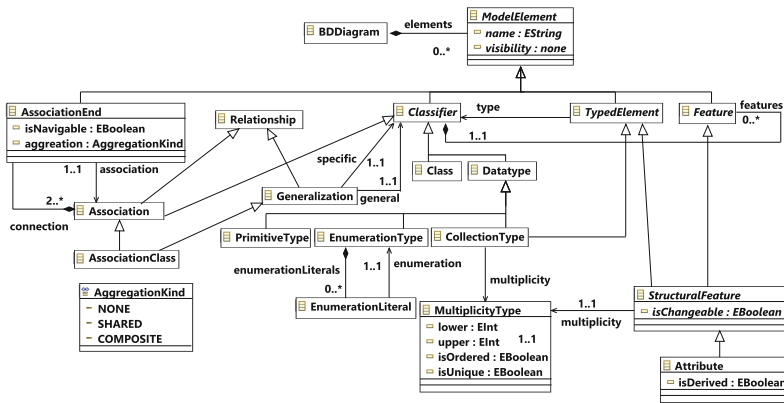 ModelElement
name : EString
visibility : none
BDDiagram
elements
0..*
AssociationEnd
isNavigable : EBoolean
aggreation : AggregationKind
Relationship
Classifier
type
TypedElement
Feature
features
0..*
1..1
1..1
association
specific
1..1
1..1
general
Class
Datatype
2..*
connection
Association
Generalization
AssociationClass
PrimitiveType
EnumerationType
CollectionType
enumerationLiterals
0..*
1..1
enumeration
multiplicity
EnumerationLiteral
AggregationKind
NONE
SHARED
COMPOSITE
MultiplicityType
lower : EInt
upper : EInt
isOrdered : EBoolean
isUnique : EBoolean
1..1
1..1
multiplicity
StructuralFeature
isChangeable : EBoolean
Attribute
isDerived : EBoolean